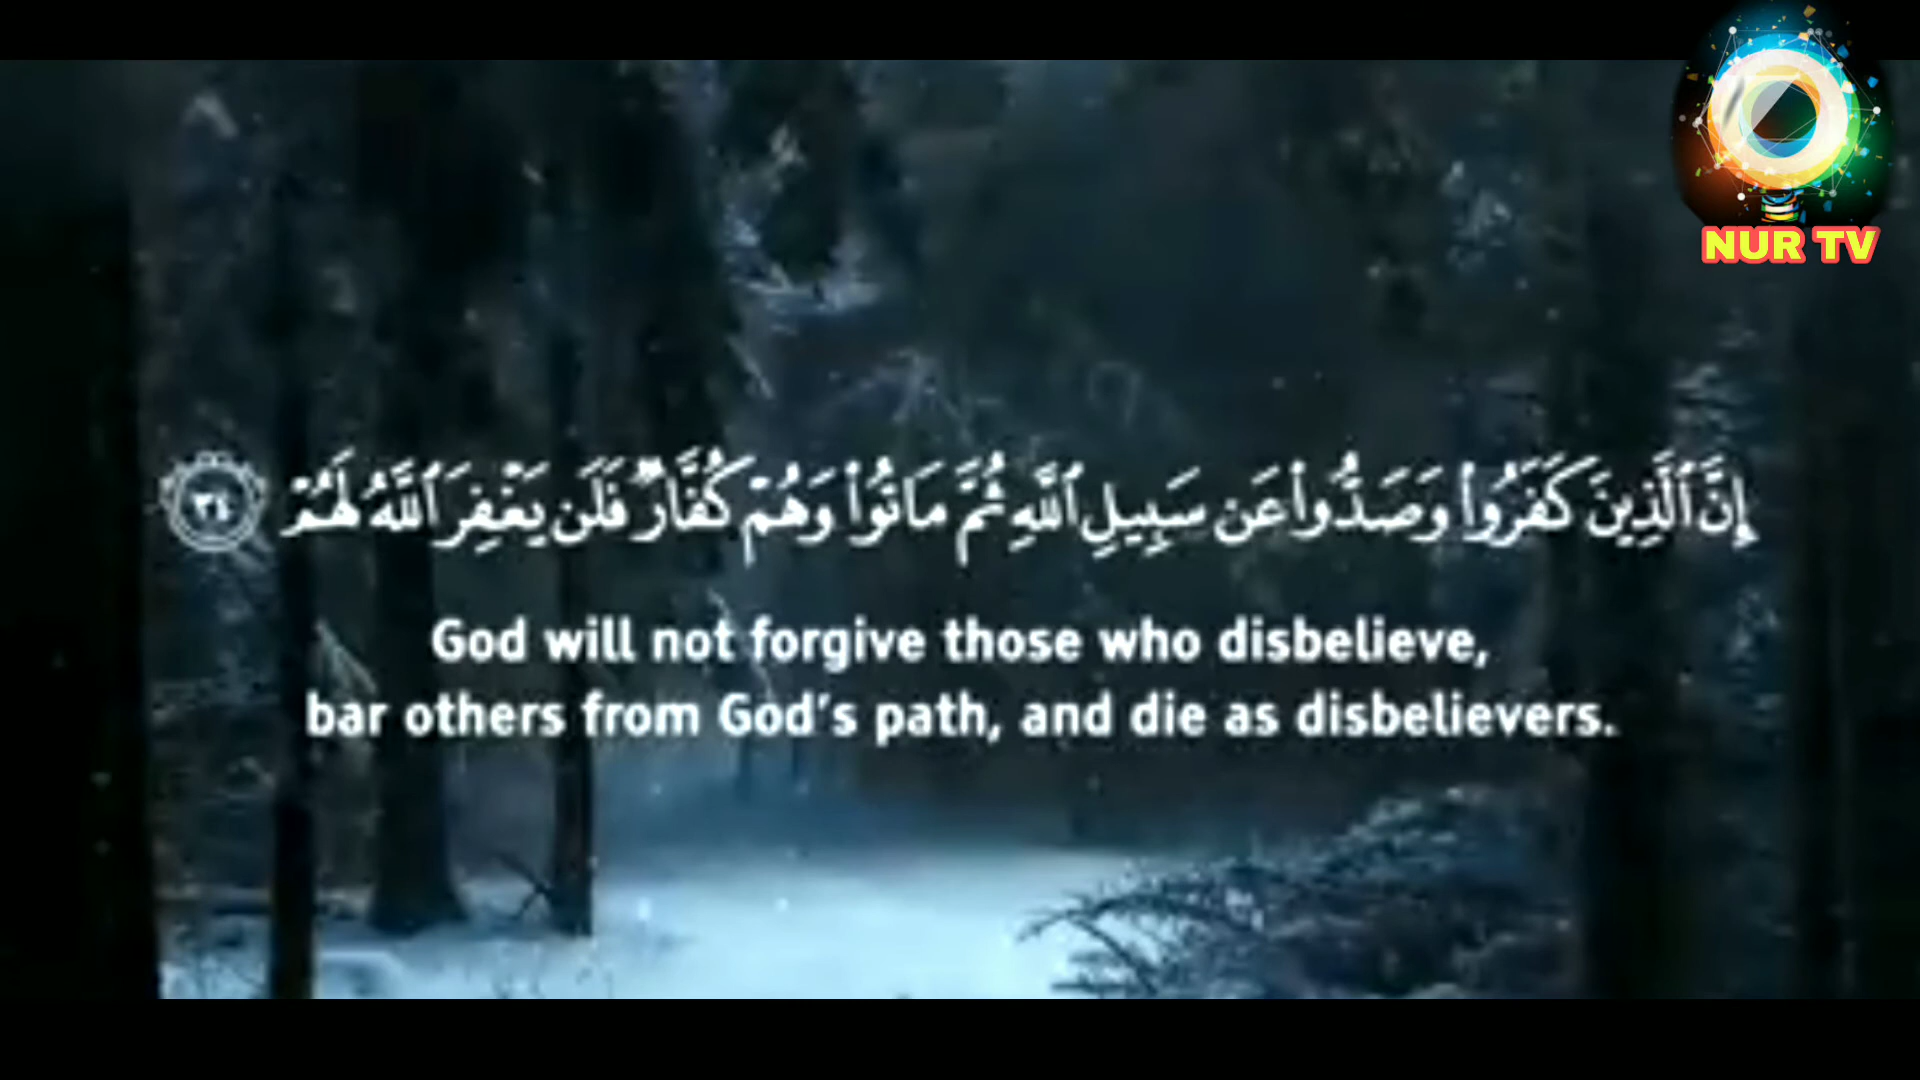 NUR TV
إِنَّ ٱلَّذِينَ كَفَرُوا۟ وَصَدُّوا۟ عَن سَبِيلِ ٱللَّهِ ثُمَّ مَاتُوا۟ وَهُمْ كُفَّارٌ فَلَن يَغْفِرَ ٱللَّهُ لَهُمْ ٣٤
God will not forgive those who disbelieve,
bar others from God's path, and die as disbelievers.